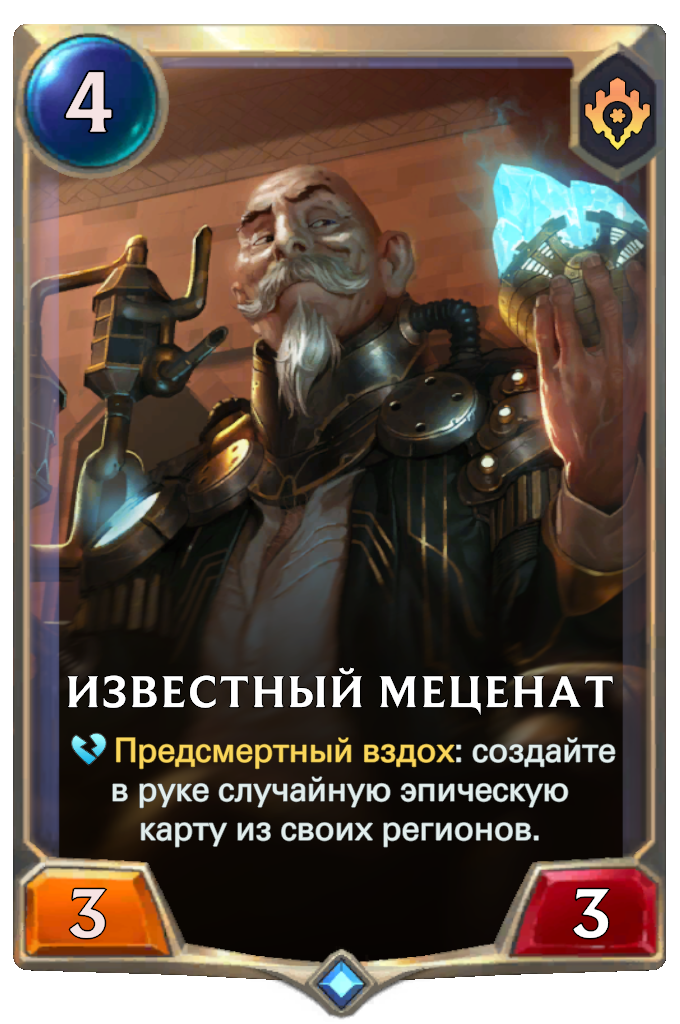 4
ИЗВЕСТНЫЙ МЕЦЕНАТ
Предсмертный вздох: создайте
в руке случайную эпическую
карту из своих регионов.
3
3